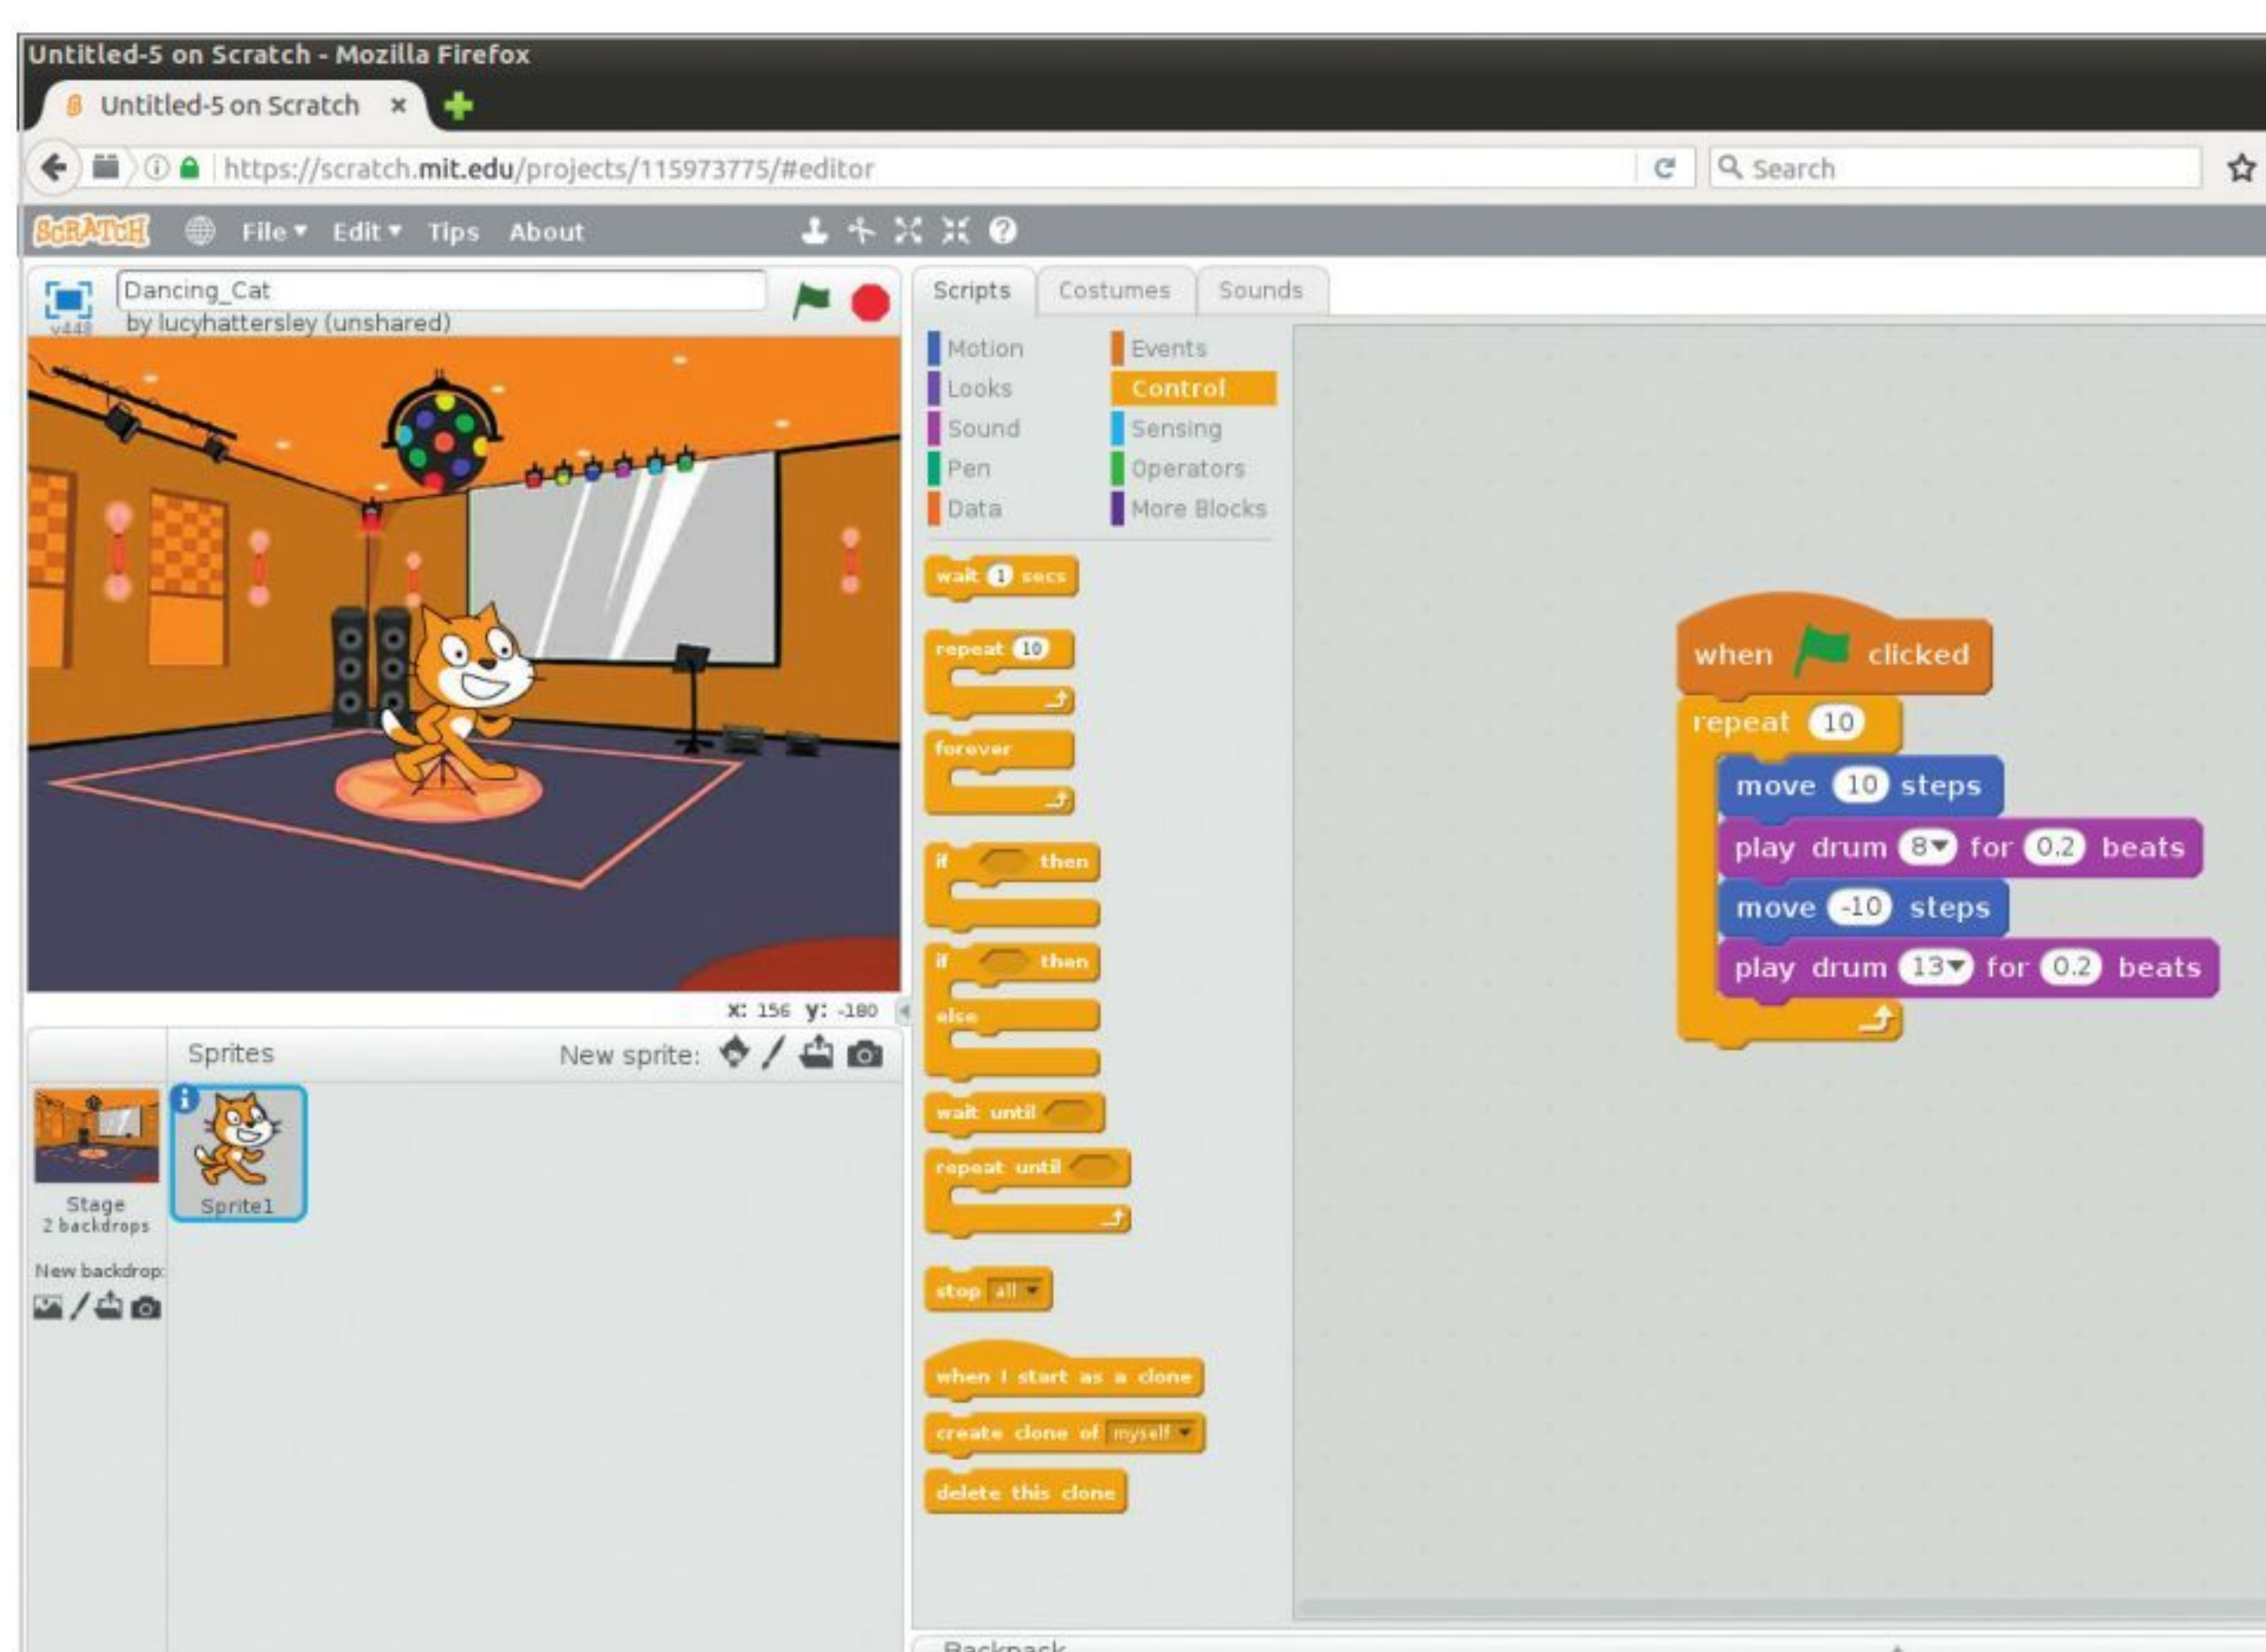 Untitled-5 on Scratch - Mozilla Firefox
Untitled-5 on Scratch
https://scratch.mit.edu/projects/115973775/#editor
Search
SCRATCH File Edit Tips About
Dancing_Cat
by lucyhattersley (unshared)
v448
Scripts Costumes Sounds
Motion Events
Looks Control
Sound Sensing
Pen Operators
Data More Blocks
wait 1 secs
repeat 10
forever
if then
if then
else
wait until
repeat until
stop all
when I start as a clone
create clone of myself
delete this clone
when clicked
repeat 10
move 10 steps
play drum 8 for 0.2 beats
move -10 steps
play drum 13 for 0.2 beats
x: 156 y: -180
Sprites New sprite:
Stage
2 backdrops
Sprite1
New backdrop:
Backpack